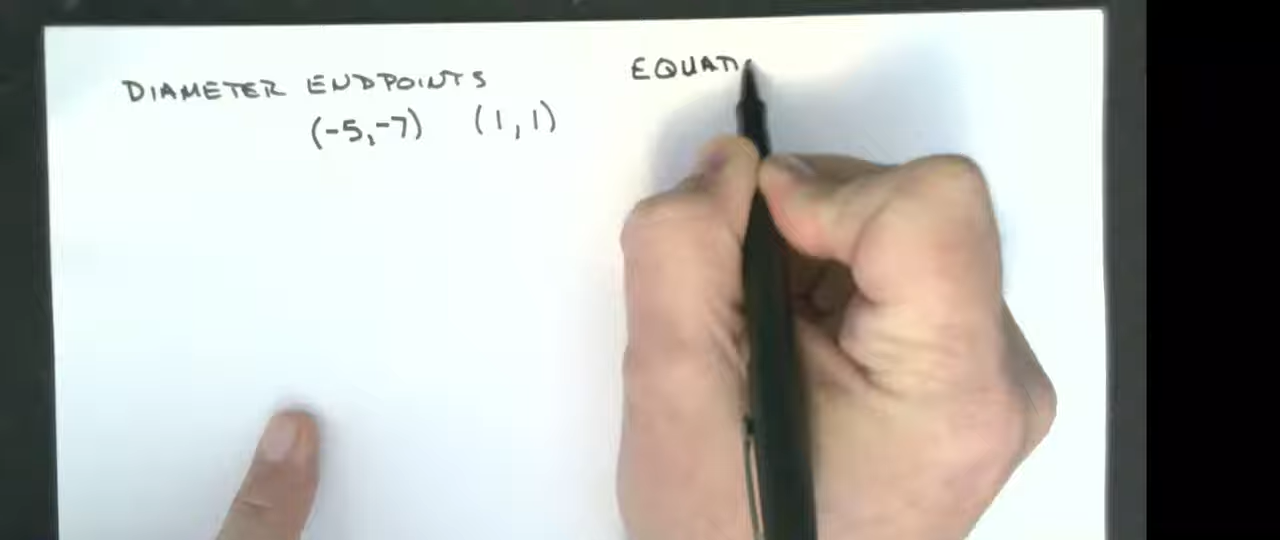 DIAMETER ENDPOINTS
(-5,-7) (1,1)
EQUATI